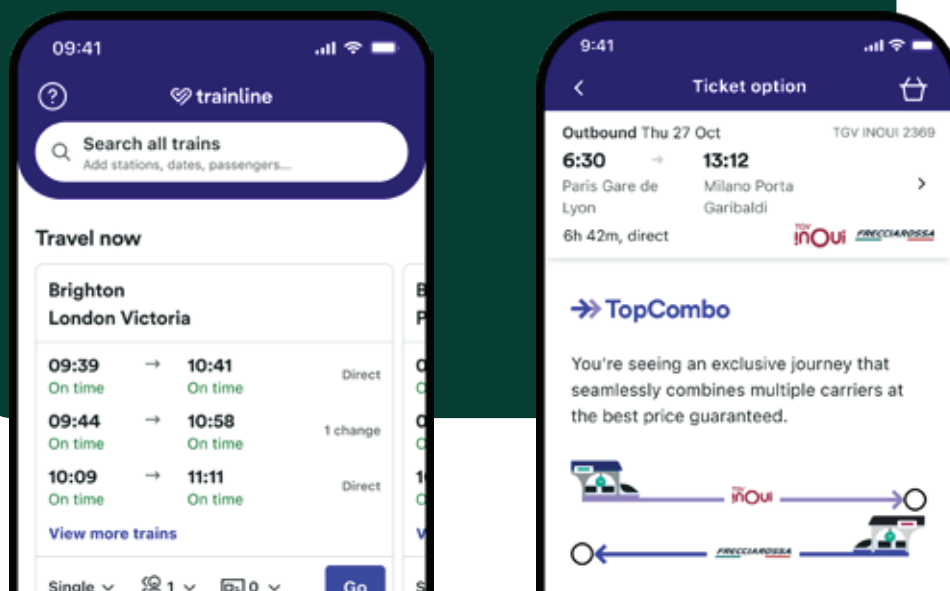 09:41
trainline
Search all trains
Add stations, dates, passengers...
Travel now
Brighton
London Victoria
09:39 → 10:41 Direct
On time On time
09:44 → 10:58 1 change
On time On time
10:09 → 11:11 Direct
On time On time
View more trains
Single 1 0 Go
9:41
Ticket option
Outbound Thu 27 Oct TGV INOUI 2369
6:30 → 13:12
Paris Gare de Milano Porta
Lyon Garibaldi
6h 42m, direct TGV inOui FRECCIAROSSA
TopCombo
You're seeing an exclusive journey that
seamlessly combines multiple carriers at
the best price guaranteed.
TGV inOui
FRECCIAROSSA